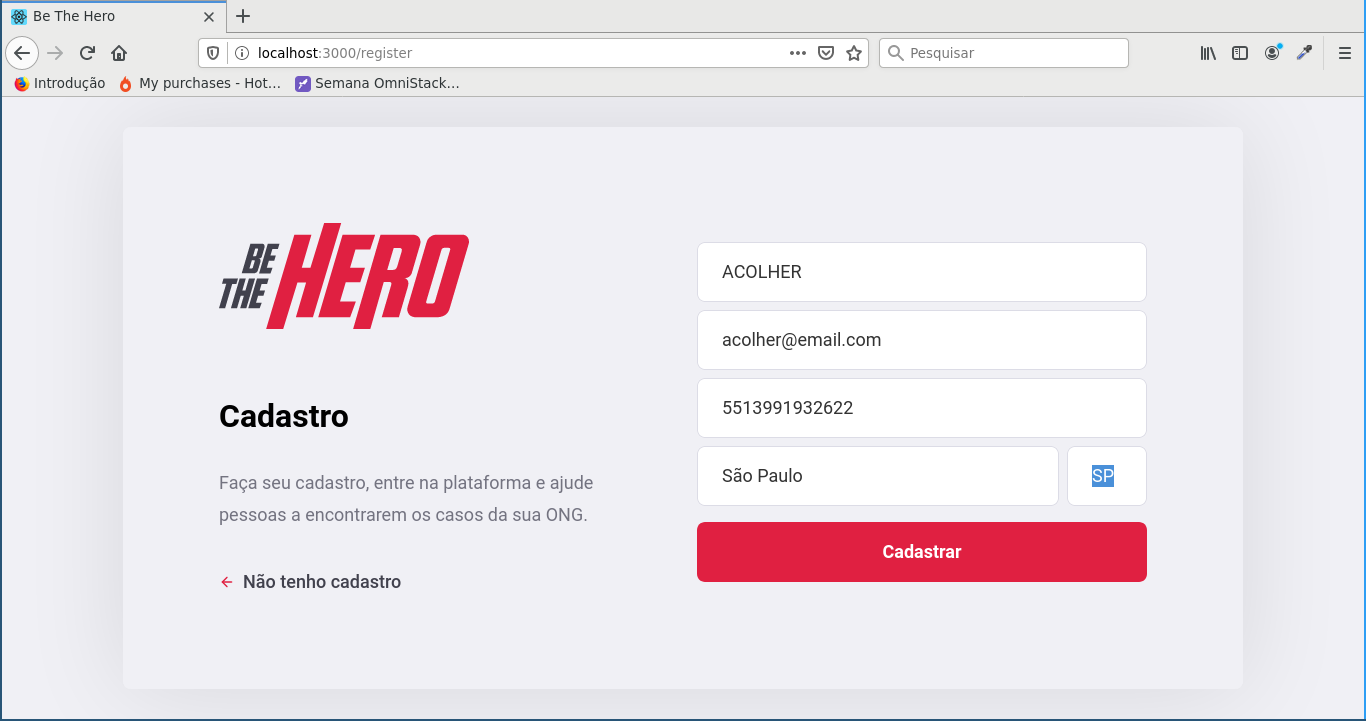 Be The Hero
localhost:3000/register
Pesquisar
Introdução My purchases - Hot... Semana OmniStack...
BE
THE
HERO
Cadastro
Faça seu cadastro, entre na plataforma e ajude
pessoas a encontrarem os casos da sua ONG.
Não tenho cadastro
ACOLHER
acolher@email.com
5513991932622
São Paulo SP
Cadastrar